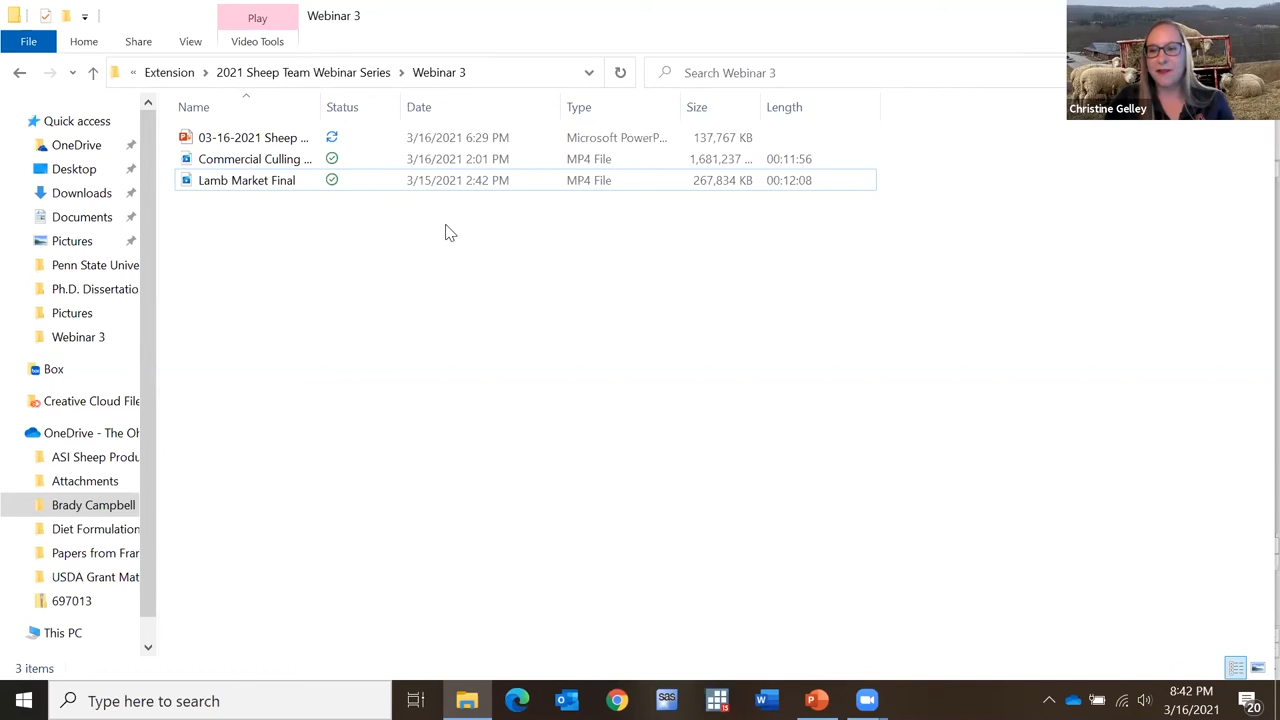 Play
Webinar 3
File
Home
Share
View
Video Tools
« Extension > 2021 Sheep Team Webinar Series > Webinar 3
Search Webinar 3
Christine Gelley
Name
Status
Date
Type
Size
Length
03-16-2021 Sheep ...
3/16/2021 6:29 PM
Microsoft PowerP...
137,767 KB
Commercial Culling ...
3/16/2021 2:01 PM
MP4 File
1,681,237 ...
00:11:56
Lamb Market Final
3/15/2021 2:42 PM
MP4 File
267,834 KB
00:12:08
Quick access
OneDrive
Desktop
Downloads
Documents
Pictures
Penn State Unive
Ph.D. Dissertatio
Pictures
Webinar 3
Box
Creative Cloud File
OneDrive - The Oh
ASI Sheep Produ
Attachments
Brady Campbell
Diet Formulation
Papers from Fran
USDA Grant Mat
697013
This PC
3 items
Type here to search
sas
15
8:42 PM
3/16/2021
20